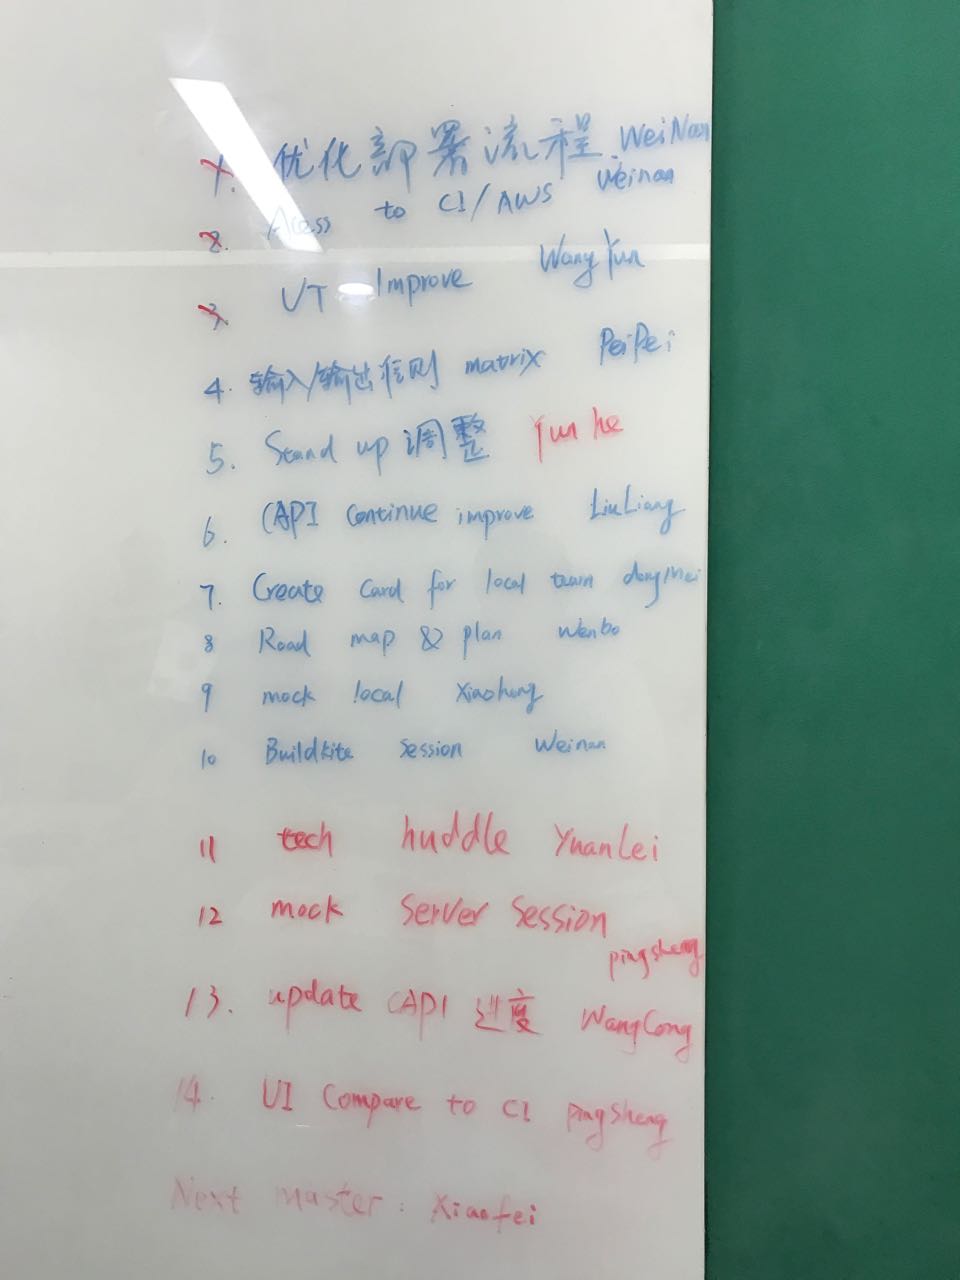 1. 优化部署流程. WeiNan
2. Acess to CI/AWS Weinan
3. UT Improve Wang Yun
4. 输入/输出准则 matrix PeiPei
5. Stand up 调整 Yun he
6. CAPI Continue improve LiuLiang
7. Create Card for local team dongmei
8 Road map & plan Wenbo
9 mock local Xiaohong
10 Buildkite Session Weinan
11 tech huddle YuanLei
12 mock Server Session
pingsheng
13. update CAPI 进度 WangCong
14. UI Compare to CI pingsheng
Next master: Xiaofei